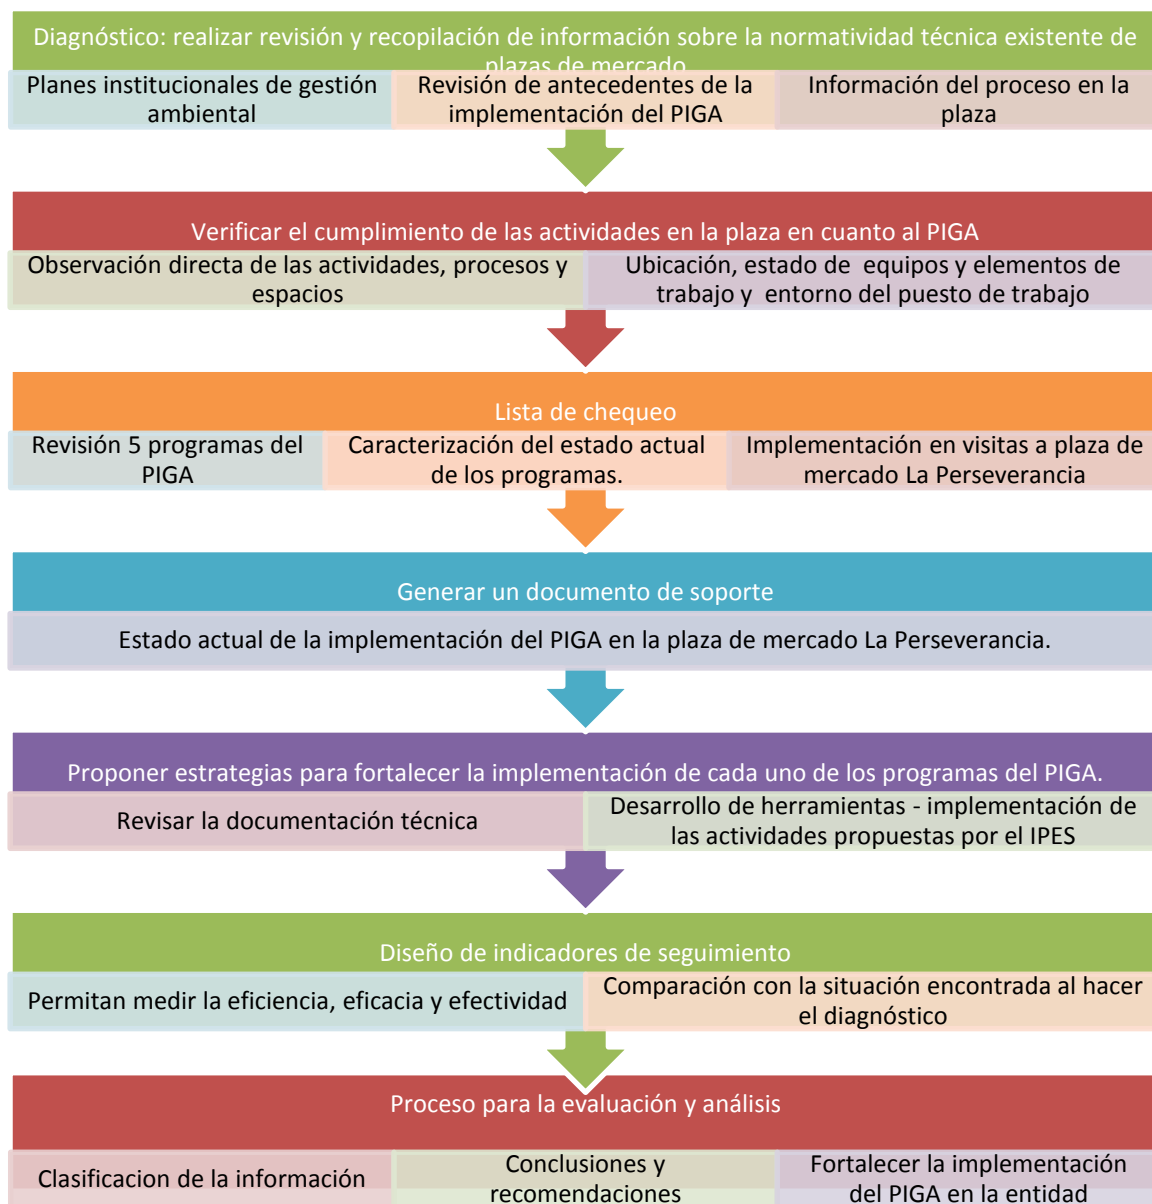 Diagnóstico: realizar revisión y recopilación de información sobre la normatividad técnica existente de
plazas de mercado
Planes institucionales de gestión
ambiental
Revisión de antecedentes de la
implementación del PIGA
Información del proceso en la
plaza
Verificar el cumplimiento de las actividades en la plaza en cuanto al PIGA
Observación directa de las actividades, procesos y
espacios
Ubicación, estado de equipos y elementos de
trabajo y entorno del puesto de trabajo
Lista de chequeo
Revisión 5 programas del
PIGA
Caracterización del estado actual
de los programas.
Implementación en visitas a plaza de
mercado La Perseverancia
Generar un documento de soporte
Estado actual de la implementación del PIGA en la plaza de mercado La Perseverancia.
Proponer estrategias para fortalecer la implementación de cada uno de los programas del PIGA.
Revisar la documentación técnica
Desarrollo de herramientas - implementación de
las actividades propuestas por el IPES
Diseño de indicadores de seguimiento
Permitan medir la eficiencia, eficacia y efectividad
Comparación con la situación encontrada al hacer
el diagnóstico
Proceso para la evaluación y análisis
Clasificacion de la información
Conclusiones y
recomendaciones
Fortalecer la implementación
del PIGA en la entidad